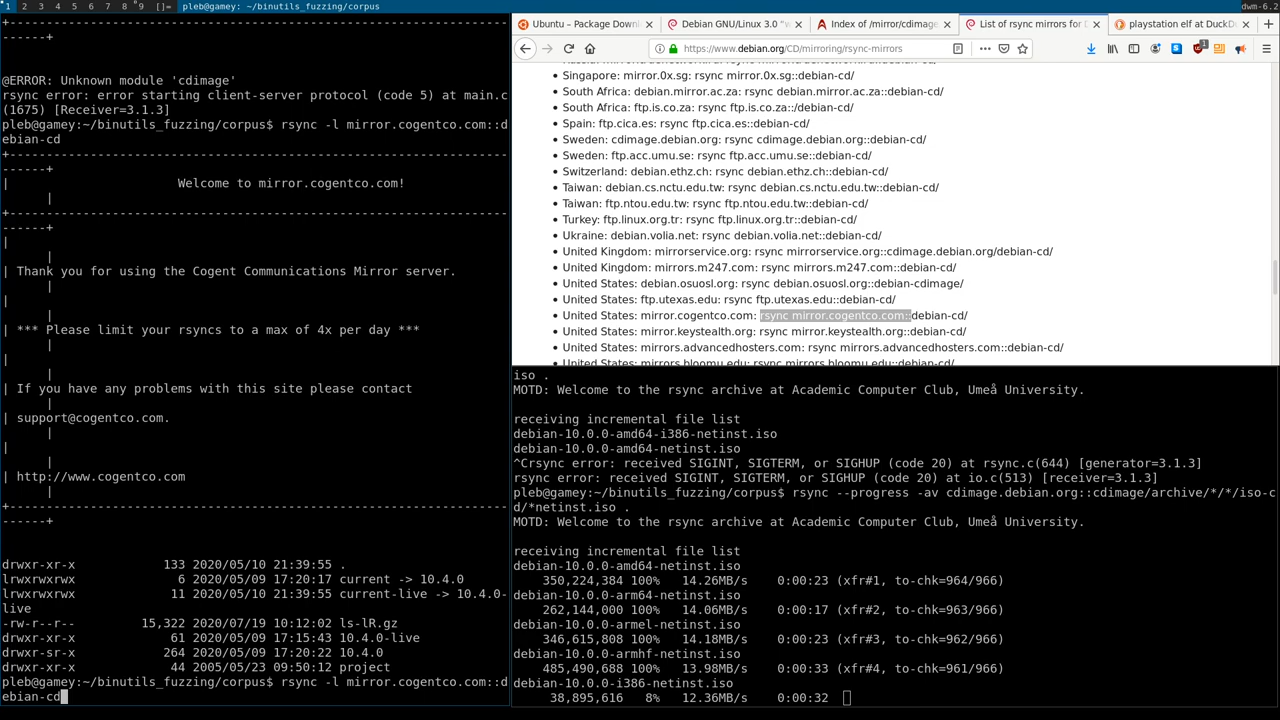 1 2 3 4 5 6 7 8 9 []= pleb@gamey: ~/binutils_fuzzing/corpus dwm-6.2
+-----------------------------------------------------------------------
------+
@ERROR: Unknown module 'cdimage'
rsync error: error starting client-server protocol (code 5) at main.c
(1675) [Receiver=3.1.3]
pleb@gamey:~/binutils_fuzzing/corpus$ rsync -l mirror.cogentco.com::d
ebian-cd
+-----------------------------------------------------------------------
------+
| Welcome to mirror.cogentco.com!
|
+-----------------------------------------------------------------------
------+
|
|
| Thank you for using the Cogent Communications Mirror server.
|
|
|
| *** Please limit your rsyncs to a max of 4x per day ***
|
|
|
| If you have any problems with this site please contact
|
| support@cogentco.com.
|
|
|
| http://www.cogentco.com
|
+-----------------------------------------------------------------------
------+
drwxr-xr-x 133 2020/05/10 21:39:55 .
lrwxrwxrwx 6 2020/05/09 17:20:17 current -> 10.4.0
lrwxrwxrwx 11 2020/05/10 21:39:55 current-live -> 10.4.0-
live
-rw-r--r-- 15,322 2020/07/19 10:12:02 ls-lR.gz
drwxr-xr-x 61 2020/05/09 17:15:43 10.4.0-live
drwxr-sr-x 264 2020/05/09 17:20:22 10.4.0
drwxr-xr-x 44 2005/05/23 09:50:12 project
pleb@gamey:~/binutils_fuzzing/corpus$ rsync -l mirror.cogentco.com::d
ebian-cd
Ubuntu – Package Down
Debian GNU/Linux 3.0 “w
Index of /mirror/cdimage
List of rsync mirrors for D
playstation elf at DuckD
https://www.debian.org/CD/mirroring/rsync-mirrors
Singapore: mirror.0x.sg: rsync mirror.0x.sg::debian-cd/
South Africa: debian.mirror.ac.za: rsync debian.mirror.ac.za::debian-cd/
South Africa: ftp.is.co.za: rsync ftp.is.co.za::/debian-cd/
Spain: ftp.cica.es: rsync ftp.cica.es::debian-cd/
Sweden: cdimage.debian.org: rsync cdimage.debian.org::debian-cd/
Sweden: ftp.acc.umu.se: rsync ftp.acc.umu.se::debian-cd/
Switzerland: debian.ethz.ch: rsync debian.ethz.ch::debian-cd/
Taiwan: debian.cs.nctu.edu.tw: rsync debian.cs.nctu.edu.tw::debian-cd/
Taiwan: ftp.ntou.edu.tw: rsync ftp.ntou.edu.tw::debian-cd/
Turkey: ftp.linux.org.tr: rsync ftp.linux.org.tr::debian-cd/
Ukraine: debian.volia.net: rsync debian.volia.net::debian-cd/
United Kingdom: mirrorservice.org: rsync mirrorservice.org::cdimage.debian.org/debian-cd/
United Kingdom: mirrors.m247.com: rsync mirrors.m247.com::debian-cd/
United States: debian.osuosl.org: rsync debian.osuosl.org::debian-cdimage/
United States: ftp.utexas.edu: rsync ftp.utexas.edu::debian-cd/
United States: mirror.cogentco.com: rsync mirror.cogentco.com::debian-cd/
United States: mirror.keystealth.org: rsync mirror.keystealth.org::debian-cd/
United States: mirrors.advancedhosters.com: rsync mirrors.advancedhosters.com::debian-cd/
United States: mirrors.bloomu.edu: rsync mirrors.bloomu.edu::debian-cd/
iso .
MOTD: Welcome to the rsync archive at Academic Computer Club, Umeå University.
receiving incremental file list
debian-10.0.0-amd64-i386-netinst.iso
debian-10.0.0-amd64-netinst.iso
^Crsync error: received SIGINT, SIGTERM, or SIGHUP (code 20) at rsync.c(644) [generator=3.1.3]
rsync error: received SIGINT, SIGTERM, or SIGHUP (code 20) at io.c(513) [receiver=3.1.3]
pleb@gamey:~/binutils_fuzzing/corpus$ rsync --progress -av cdimage.debian.org::cdimage/archive/*/*/iso-c
d/*netinst.iso .
MOTD: Welcome to the rsync archive at Academic Computer Club, Umeå University.
receiving incremental file list
debian-10.0.0-amd64-netinst.iso
350,224,384 100% 14.26MB/s 0:00:23 (xfr#1, to-chk=964/966)
debian-10.0.0-arm64-netinst.iso
262,144,000 100% 14.06MB/s 0:00:17 (xfr#2, to-chk=963/966)
debian-10.0.0-armel-netinst.iso
346,615,808 100% 14.18MB/s 0:00:23 (xfr#3, to-chk=962/966)
debian-10.0.0-armhf-netinst.iso
485,490,688 100% 13.98MB/s 0:00:33 (xfr#4, to-chk=961/966)
debian-10.0.0-i386-netinst.iso
38,895,616 8% 12.36MB/s 0:00:32